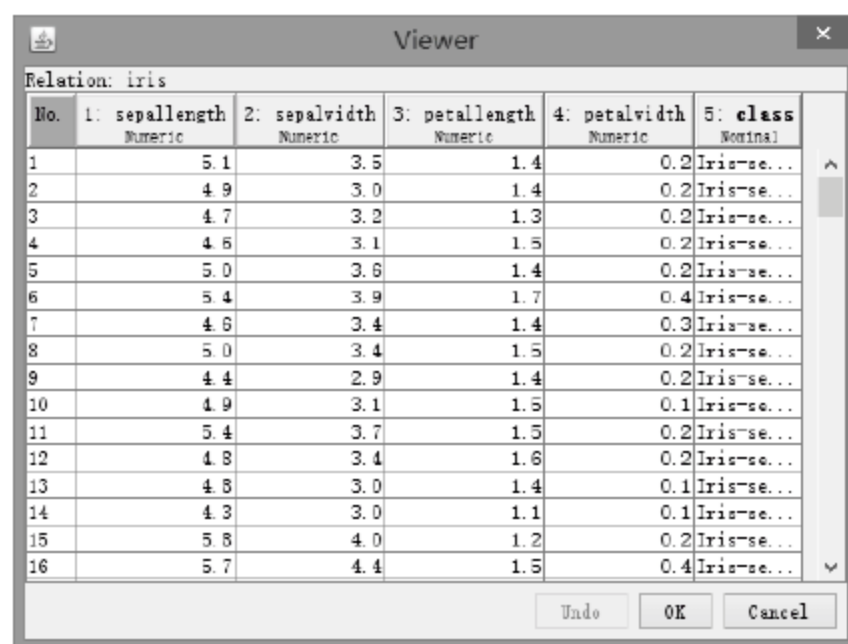 Viewer
Relation: iris
No. 1: sepallength 2: sepalwidth 3: petallength 4: petalwidth 5: class
Numeric Numeric Numeric Numeric Nominal
1 5.1 3.5 1.4 0.2 Iris-se...
2 4.9 3.0 1.4 0.2 Iris-se...
3 4.7 3.2 1.3 0.2 Iris-se...
4 4.6 3.1 1.5 0.2 Iris-se...
5 5.0 3.6 1.4 0.2 Iris-se...
6 5.4 3.9 1.7 0.4 Iris-se...
7 4.6 3.4 1.4 0.3 Iris-se...
8 5.0 3.4 1.5 0.2 Iris-se...
9 4.4 2.9 1.4 0.2 Iris-se...
10 4.9 3.1 1.5 0.1 Iris-se...
11 5.4 3.7 1.5 0.2 Iris-se...
12 4.8 3.4 1.6 0.2 Iris-se...
13 4.8 3.0 1.4 0.1 Iris-se...
14 4.3 3.0 1.1 0.1 Iris-se...
15 5.8 4.0 1.2 0.2 Iris-se...
16 5.7 4.4 1.5 0.4 Iris-se...
Undo OK Cancel